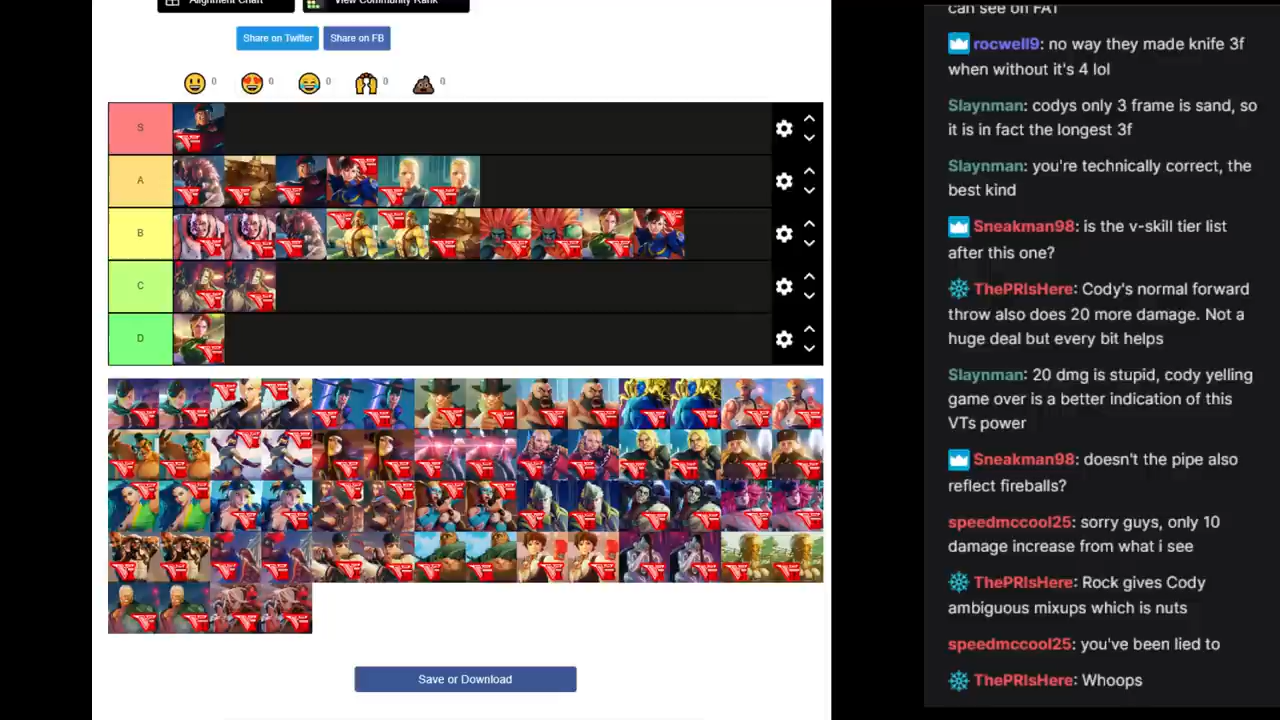 Alignment Chart
View Community Rank
Share on Twitter
Share on FB
0
0
0
0
0
S
A
B
C
D
Save or Download
can see on FAT
rocwell9: no way they made knife 3f
when without it's 4 lol
Slaynman: codys only 3 frame is sand, so
it is in fact the longest 3f
Slaynman: you're technically correct, the
best kind
Sneakman98: is the v-skill tier list
after this one?
ThePRIsHere: Cody's normal forward
throw also does 20 more damage. Not a
huge deal but every bit helps
Slaynman: 20 dmg is stupid, cody yelling
game over is a better indication of this
VTs power
Sneakman98: doesn't the pipe also
reflect fireballs?
speedmccool25: sorry guys, only 10
damage increase from what i see
ThePRIsHere: Rock gives Cody
ambiguous mixups which is nuts
speedmccool25: you've been lied to
ThePRIsHere: Whoops